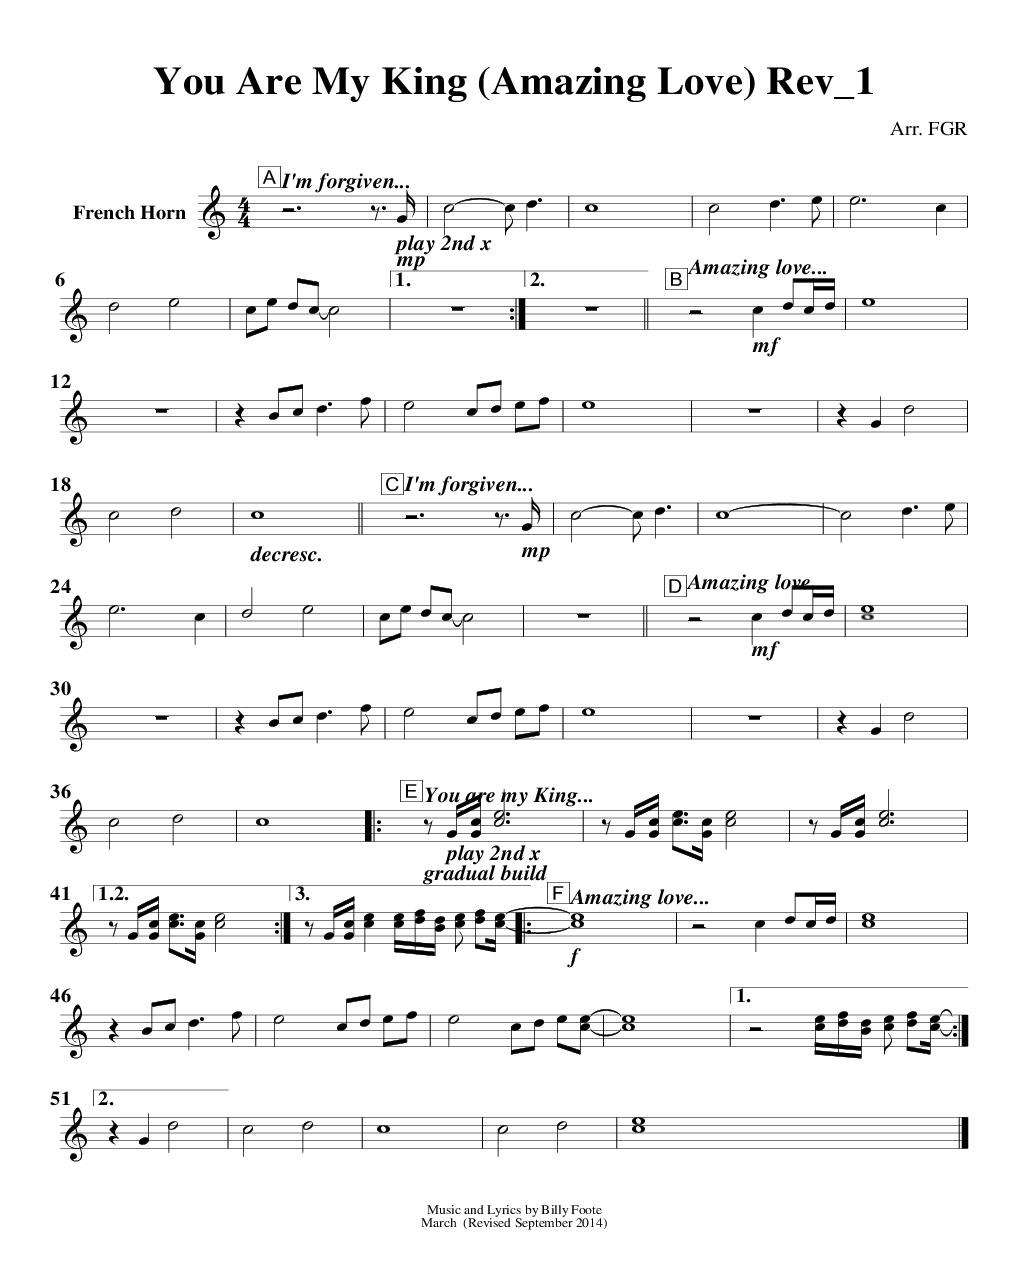 You Are My King (Amazing Love) Rev_1
Arr. FGR
A I'm forgiven...
French Horn
4
4
play 2nd x
mp
6
1.
2.
B Amazing love...
mf
12
18
C I'm forgiven...
decresc.
mp
24
D Amazing love
mf
30
36
E You are my King...
play 2nd x
gradual build
41
1.2.
3.
F Amazing love...
f
46
1.
51
2.
Music and Lyrics by Billy Foote
March (Revised September 2014)